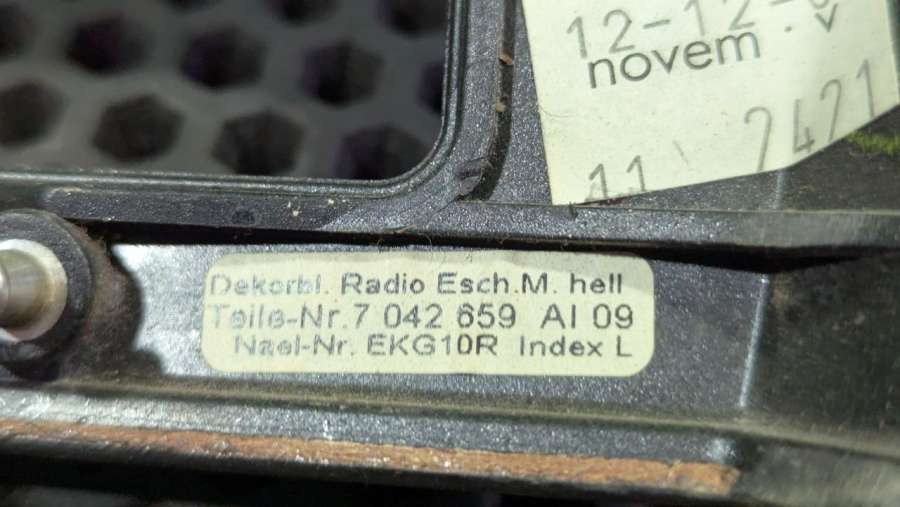 12-12-
novem. v
11 2421
Dekorbl. Radio Esch.M. hell
Teile-Nr.7 042 659 AI 09
Nael-Nr. EKG10R Index L